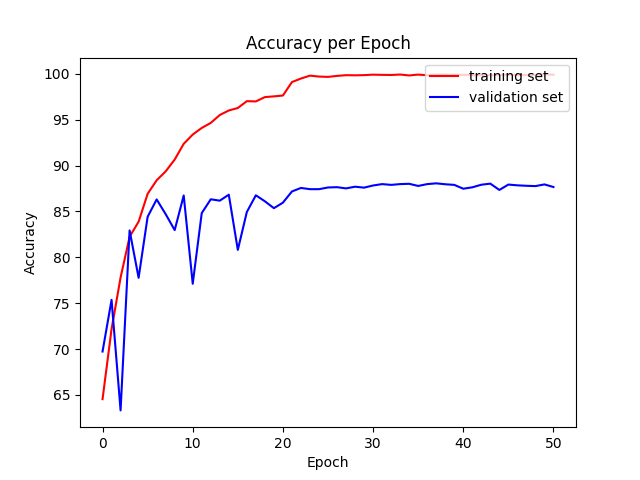 Accuracy per Epoch
training set
validation set
100
95
90
85
80
75
70
65
Accuracy
0 10 20 30 40 50
Epoch